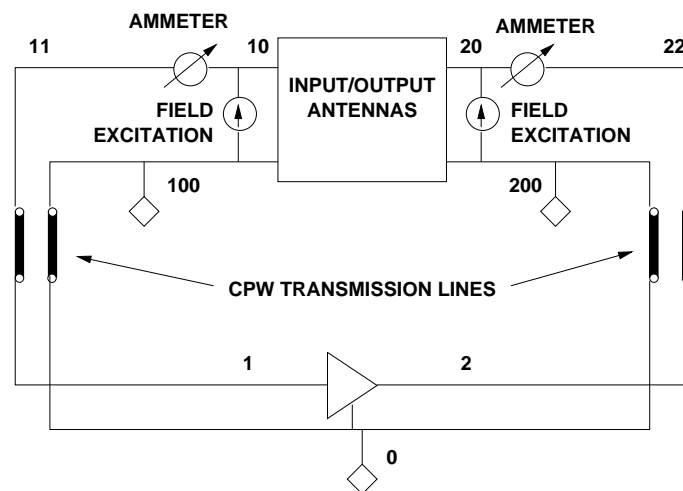 AMMETER
AMMETER
11
10
20
22
INPUT/OUTPUT
ANTENNAS
FIELD
EXCITATION
FIELD
EXCITATION
100
200
CPW TRANSMISSION LINES
1
2
0